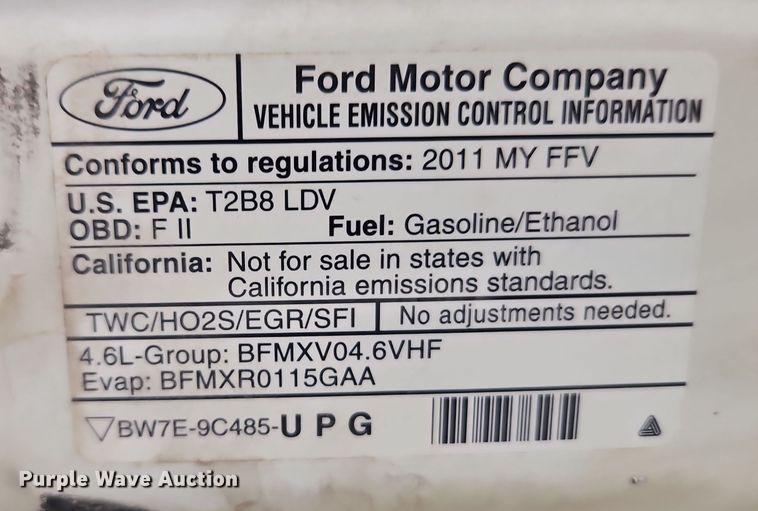 Ford
Ford Motor Company
VEHICLE EMISSION CONTROL INFORMATION
Conforms to regulations: 2011 MY FFV
U.S. EPA: T2B8 LDV
OBD: F II Fuel: Gasoline/Ethanol
California: Not for sale in states with
California emissions standards.
TWC/HO2S/EGR/SFI No adjustments needed.
4.6L-Group: BFMXV04.6VHF
Evap: BFMXR0115GAA
▽BW7E-9C485-U P G
Purple Wave Auction